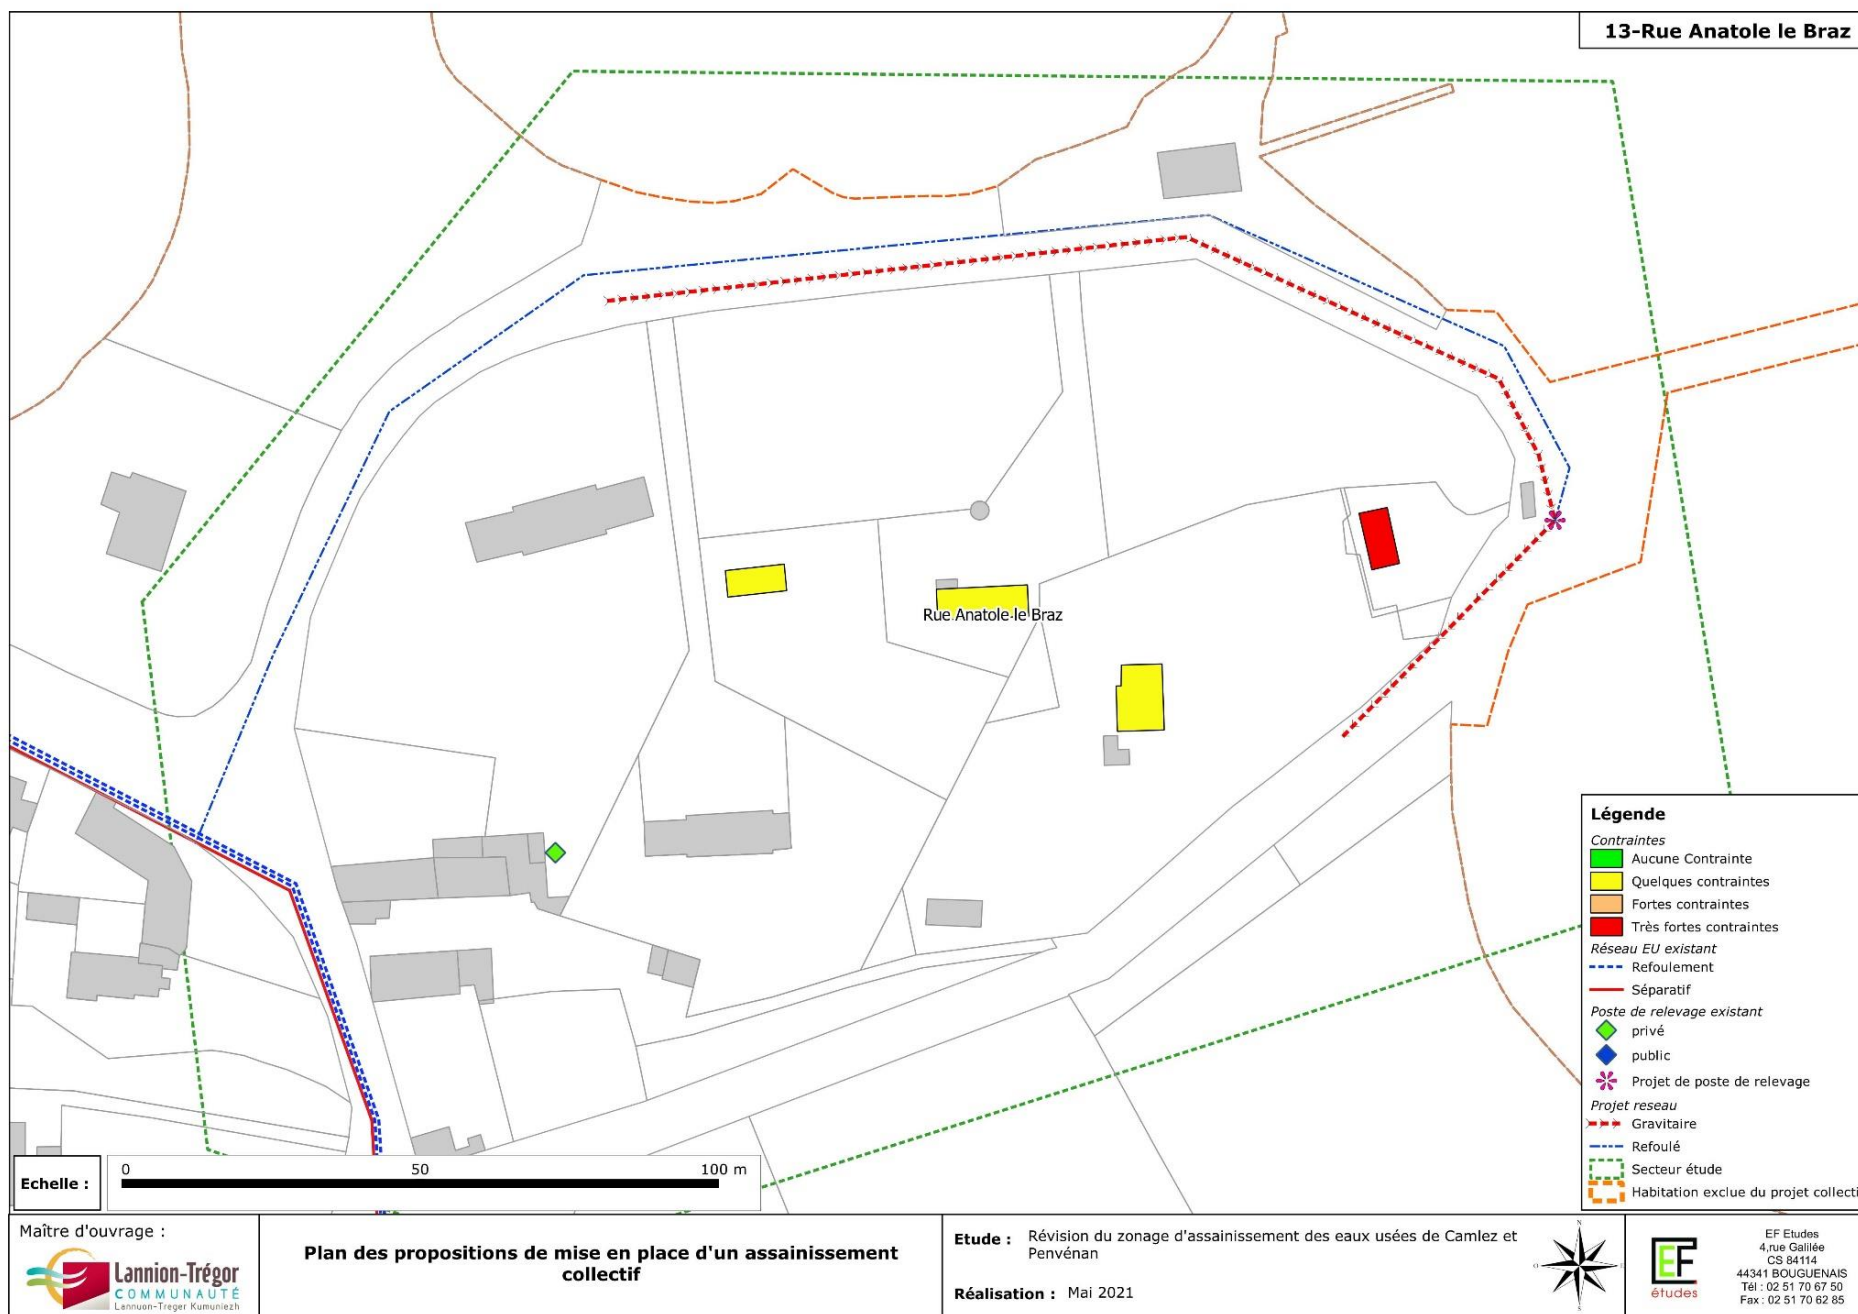 13-Rue Anatole le Braz
Rue Anatole le Braz
Légende
Contraintes
Aucune Contrainte
Quelques contraintes
Fortes contraintes
Très fortes contraintes
Réseau EU existant
Refoulement
Séparatif
Poste de relevage existant
privé
public
Projet de poste de relevage
Projet reseau
Gravitaire
Refoulé
Secteur étude
Habitation exclue du projet collecti
Echelle :
0 50 100 m
Maître d'ouvrage :
Lannion-Trégor
COMMUNAUTÉ
Lannuon-Treger Kumuniezh
Plan des propositions de mise en place d'un assainissement
collectif
Etude : Révision du zonage d'assainissement des eaux usées de Camlez et
Penvénan
Réalisation : Mai 2021
N
O
E
S
EF
études
EF Etudes
4,rue Galilée
CS 84114
44341 BOUGUENAIS
Tél : 02 51 70 67 50
Fax : 02 51 70 62 85